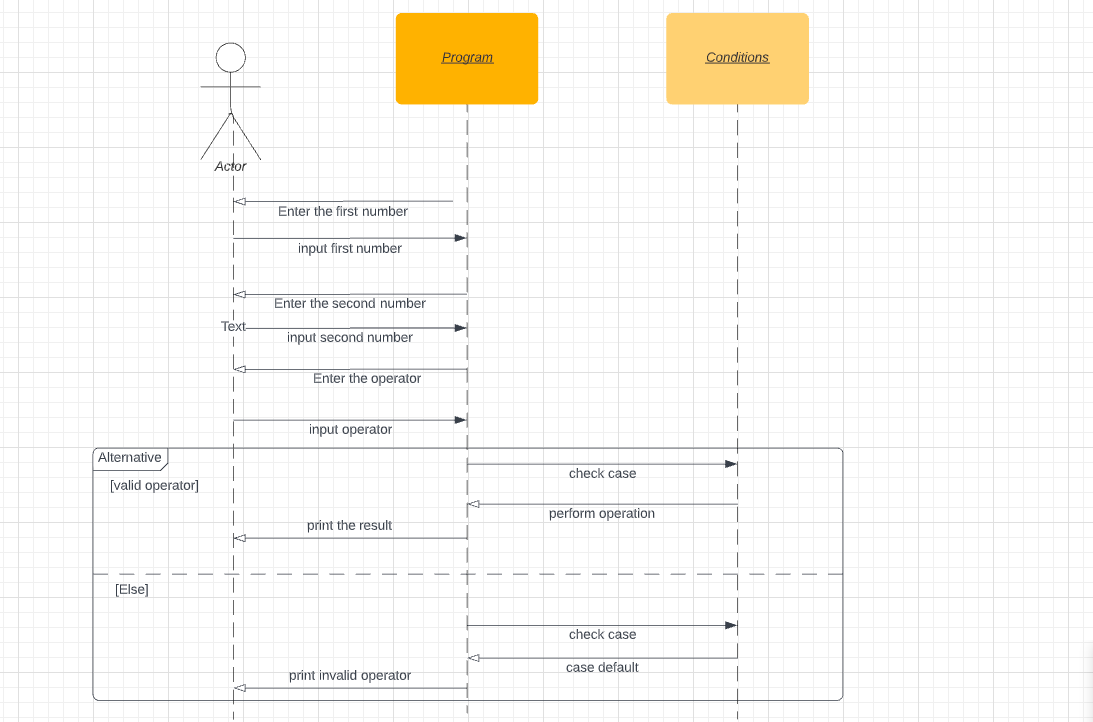 Program
Conditions
Actor
Enter the first number
input first number
Enter the second number
Text
input second number
Enter the operator
input operator
Alternative
check case
[valid operator]
perform operation
print the result
[Else]
check case
case default
print invalid operator